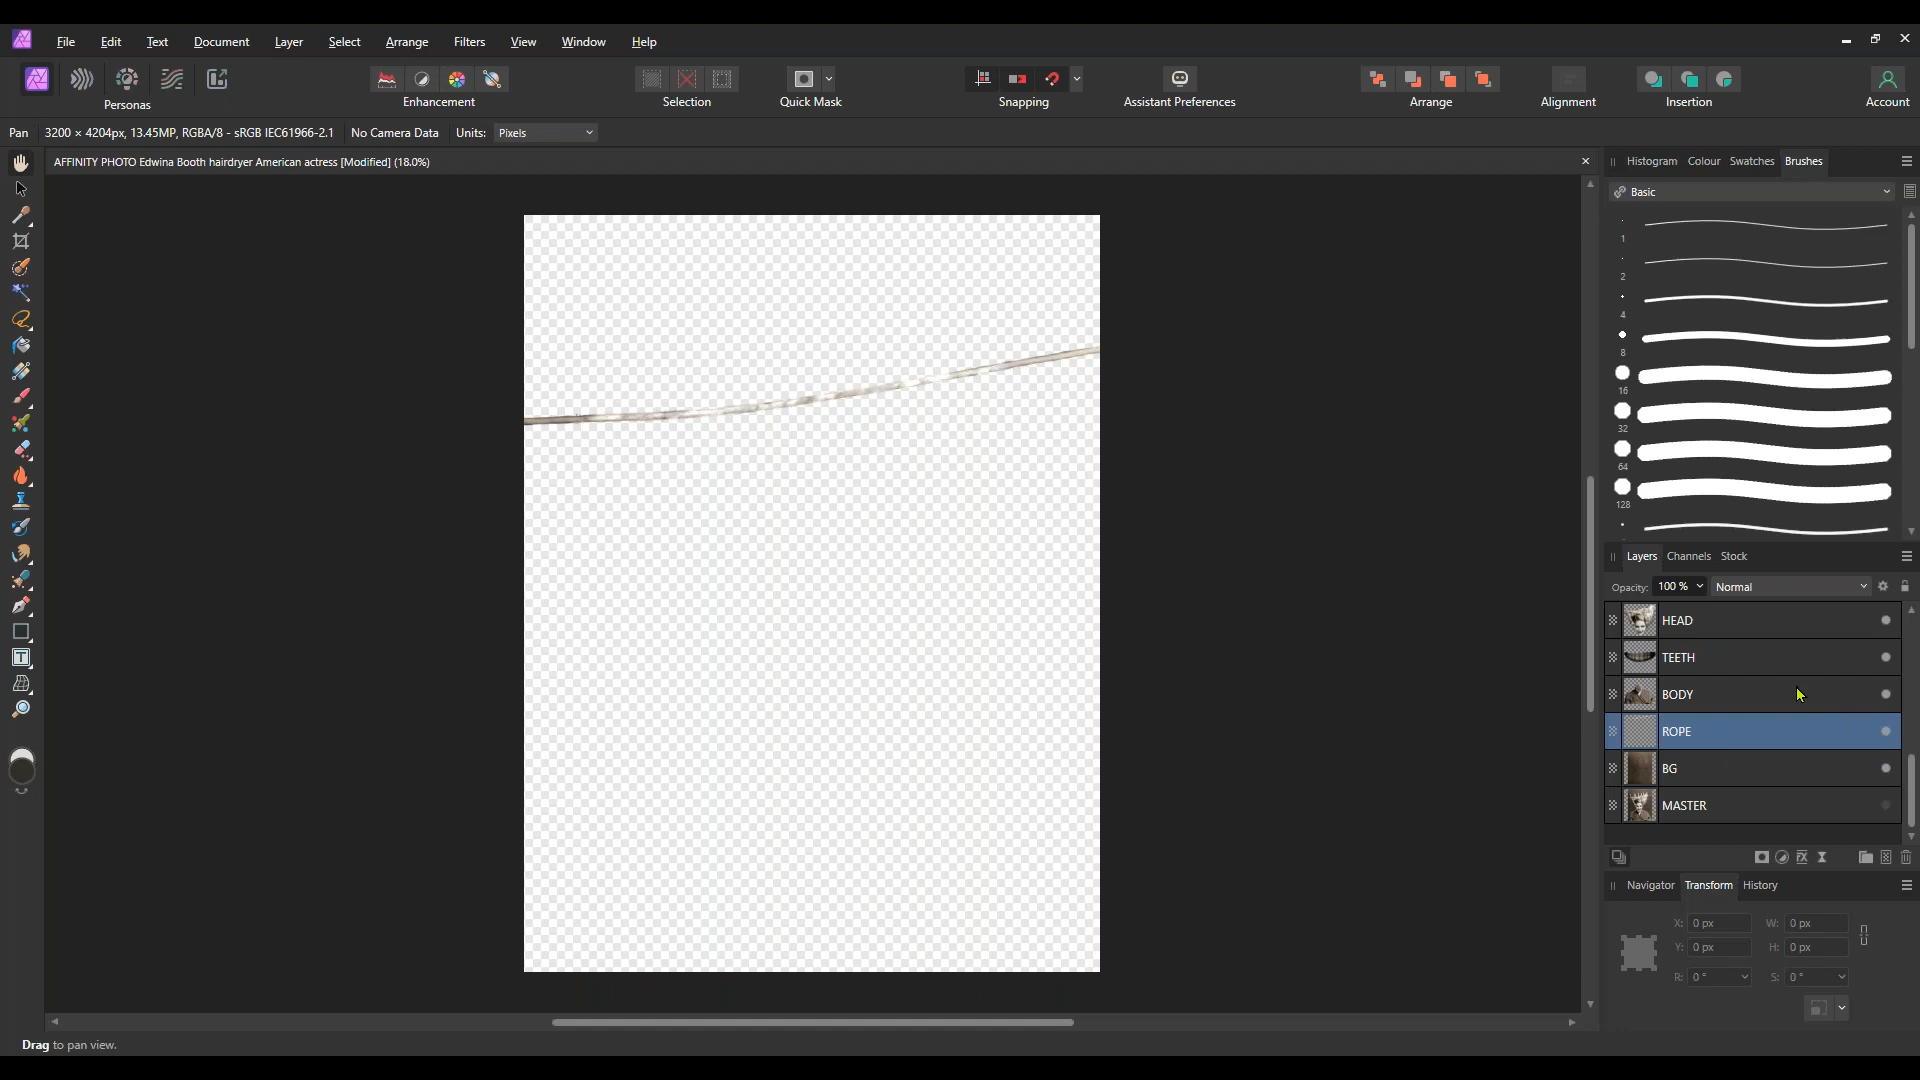 File Edit Text Document Layer Select Arrange Filters View Window Help
Personas Enhancement Selection Quick Mask Snapping Assistant Preferences Arrange Alignment Insertion Account
Pan 3200 × 4204px, 13.45MP, RGBA/8 - sRGB IEC61966-2.1 No Camera Data Units: Pixels
AFFINITY PHOTO Edwina Booth hairdryer American actress [Modified] (18.0%)
Histogram Colour Swatches Brushes
Basic
1
2
4
8
16
32
64
128
Layers Channels Stock
Opacity: 100 % Normal
HEAD
TEETH
BODY
ROPE
BG
MASTER
Navigator Transform History
X: 0 px W: 0 px
Y: 0 px H: 0 px
R: 0 ° S: 0 °
Drag to pan view.